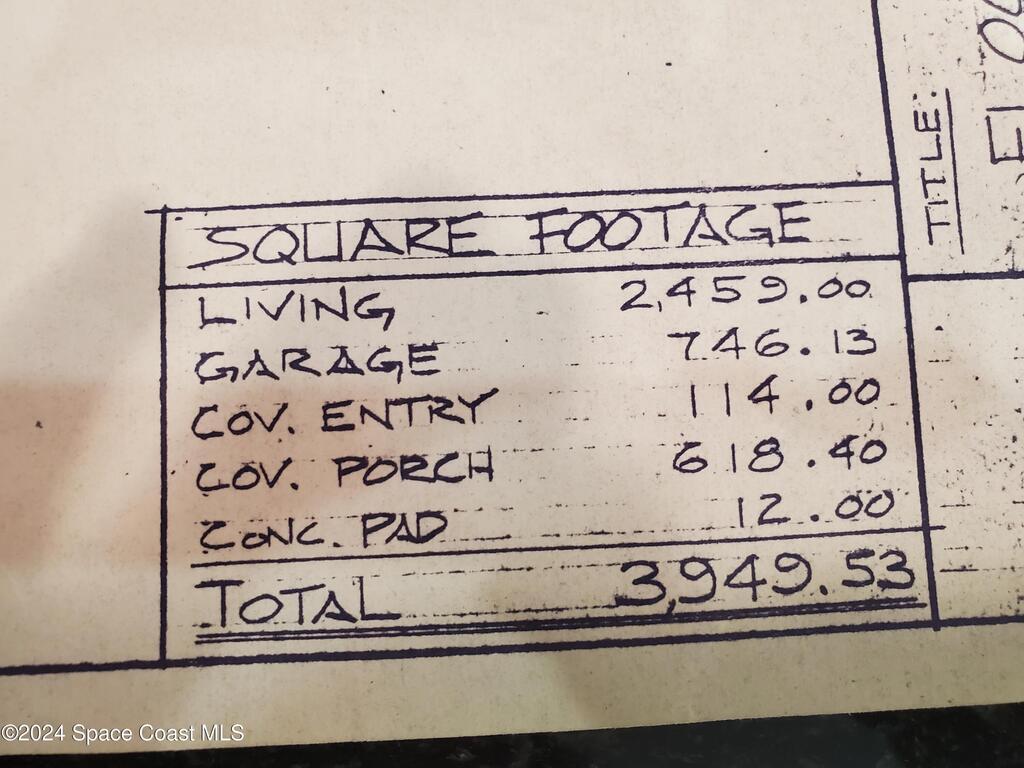 SQUARE FOOTAGE
LIVING 2,459.00
GARAGE 746.13
COV. ENTRY 114.00
COV. PORCH 618.40
CONC. PAD 12.00
TOTAL 3,949.53
TITLE:
©2024 Space Coast MLS